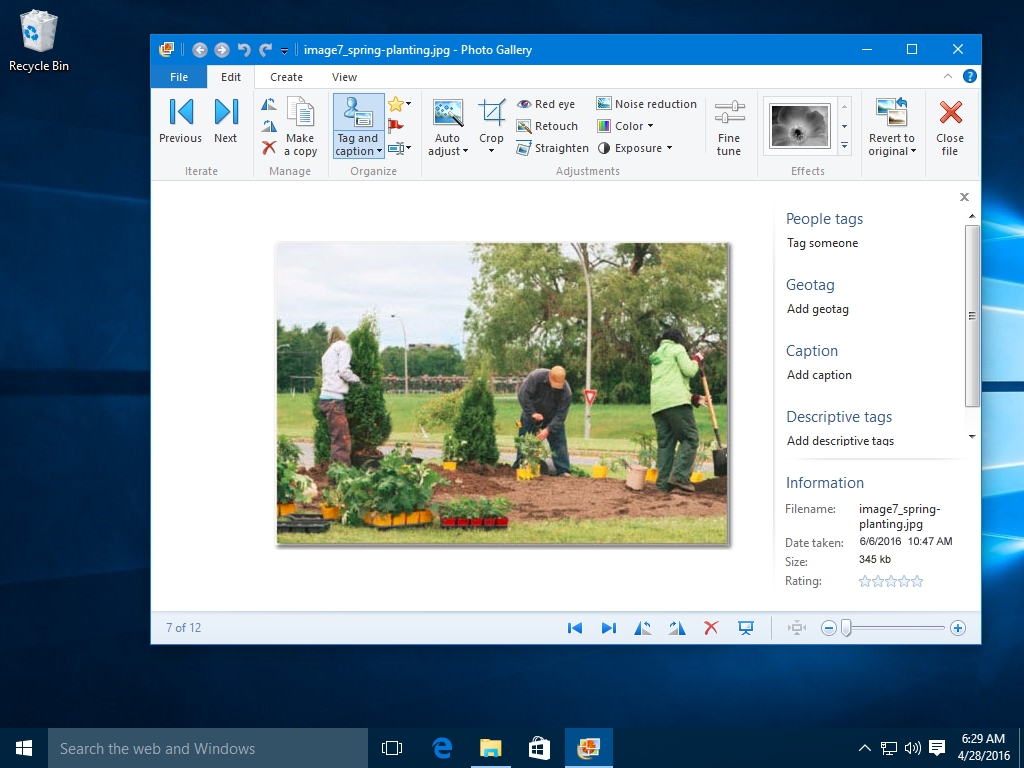 Recycle Bin
image7_spring-planting.jpg - Photo Gallery
File Edit Create View
Previous Next
Iterate
Make
a copy
Manage
Tag and
caption
Organize
Auto
adjust
Crop
Red eye
Retouch
Straighten
Noise reduction
Color
Exposure
Fine
tune
Adjustments
Effects
Revert to
original
Close
file
People tags
Tag someone
Geotag
Add geotag
Caption
Add caption
Descriptive tags
Add descriptive tags
Information
Filename: image7_spring-
planting.jpg
Date taken: 6/6/2016 10:47 AM
Size: 345 kb
Rating:
7 of 12
Search the web and Windows
6:29 AM
4/28/2016